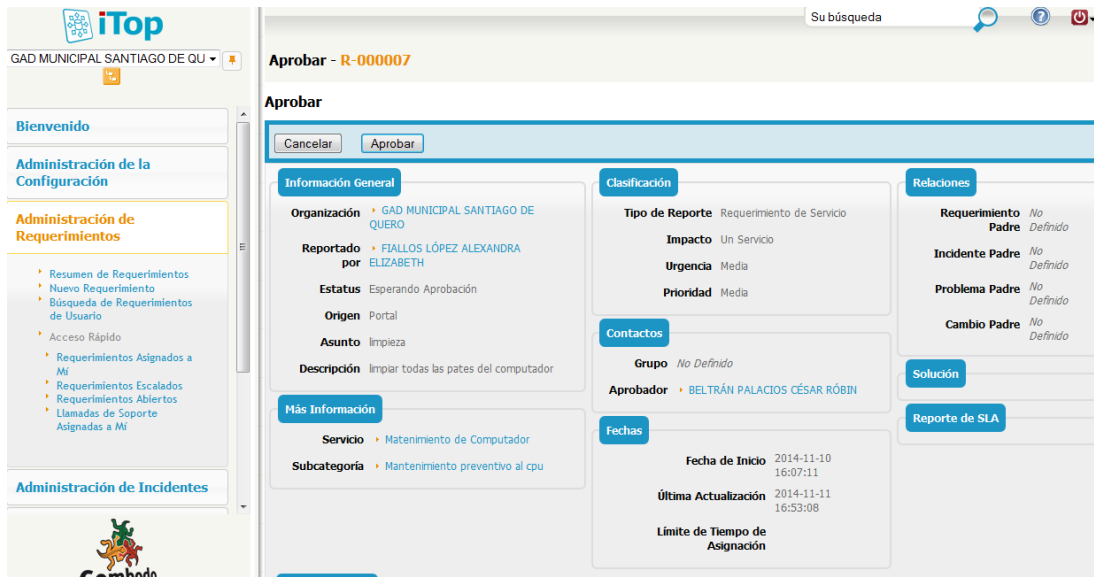 iTop
Su búsqueda
GAD MUNICIPAL SANTIAGO DE QU
Bienvenido
Administración de la
Configuración
Administración de
Requerimientos
Resumen de Requerimientos
Nuevo Requerimiento
Búsqueda de Requerimientos
de Usuario
Acceso Rápido
Requerimientos Asignados a
Mí
Requerimientos Escalados
Requerimientos Abiertos
Llamadas de Soporte
Asignadas a Mí
Administración de Incidentes
Combodo
Aprobar - R-000007
Aprobar
Cancelar Aprobar
Información General
Organización GAD MUNICIPAL SANTIAGO DE
QUERO
Reportado FIALLOS LÓPEZ ALEXANDRA
por ELIZABETH
Estatus Esperando Aprobación
Origen Portal
Asunto limpieza
Descripción limpiar todas las pates del computador
Más Información
Servicio Matenimiento de Computador
Subcategoría Mantenimiento preventivo al cpu
Clasificación
Tipo de Reporte Requerimiento de Servicio
Impacto Un Servicio
Urgencia Media
Prioridad Media
Contactos
Grupo No Definido
Aprobador BELTRÁN PALACIOS CÉSAR RÓBIN
Fechas
Fecha de Inicio 2014-11-10
16:07:11
Última Actualización 2014-11-11
16:53:08
Límite de Tiempo de
Asignación
Relaciones
Requerimiento No
Padre Definido
Incidente Padre No
Definido
Problema Padre No
Definido
Cambio Padre No
Definido
Solución
Reporte de SLA